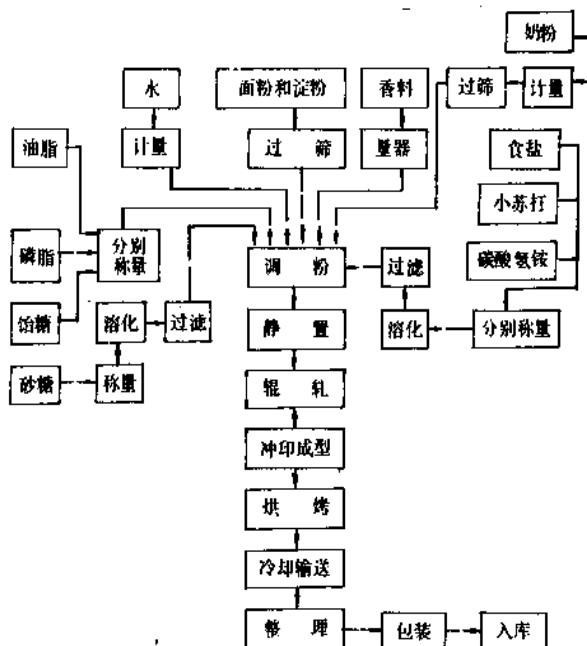 奶粉
水
面粉和淀粉
香料
过筛
计量
油脂
计量
过 筛
量器
食盐
小苏打
磷脂
分别
称量
调 粉
过滤
碳酸氢铵
饴糖
溶化
过滤
静 置
溶化
分别称量
砂糖
称量
辊 轧
冲印成型
烘 烤
冷却输送
整 理
包装
入库